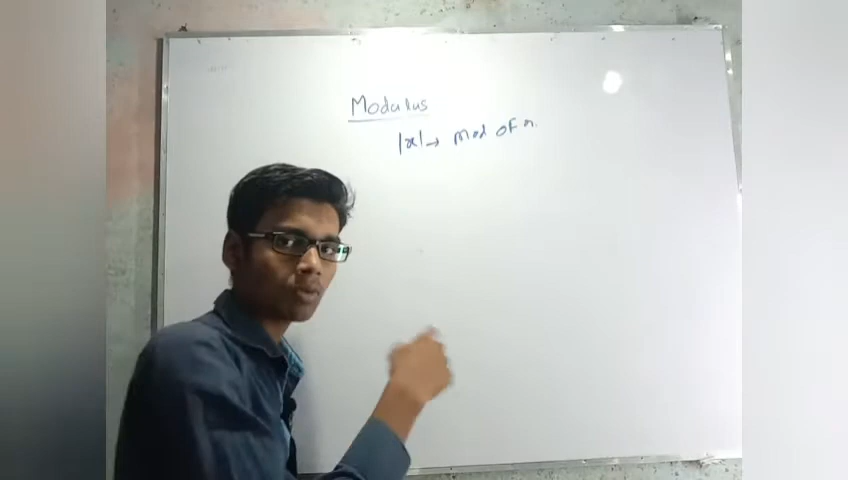 Modulus
|x| → Mod of x.